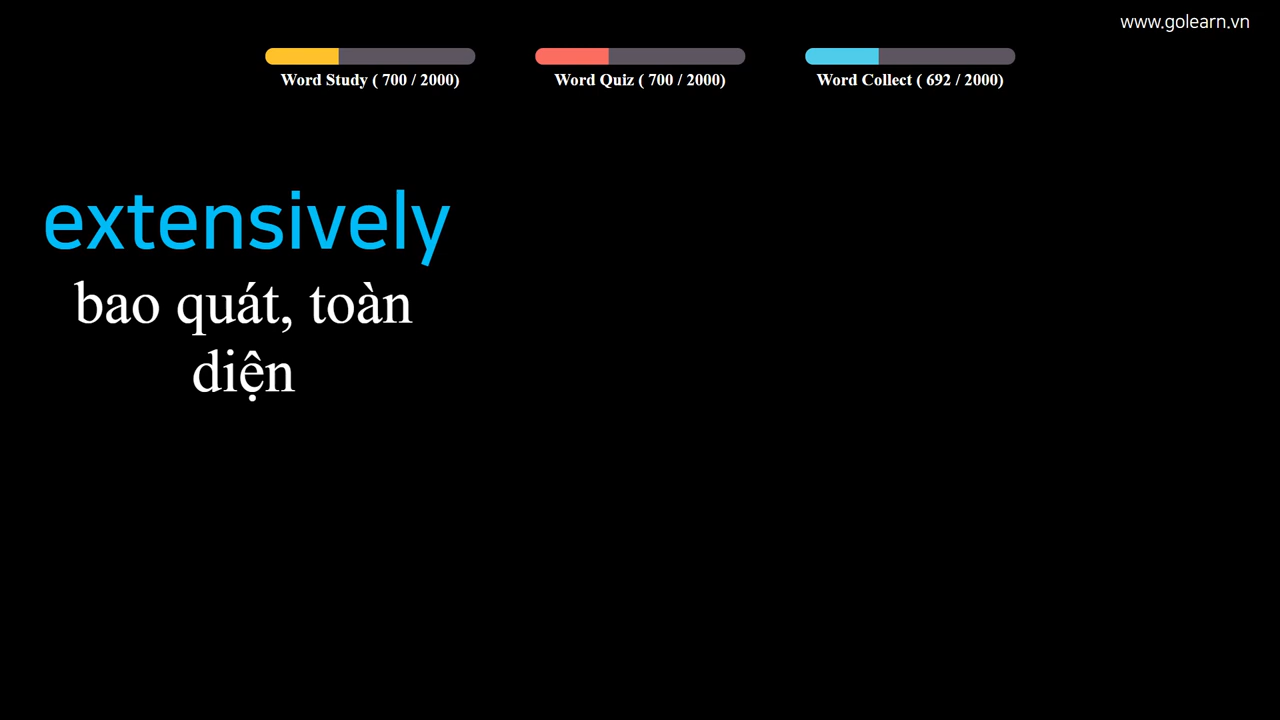 www.golearn.vn
Word Study ( 700 / 2000)
Word Quiz ( 700 / 2000)
Word Collect ( 692 / 2000)
extensively
bao quát, toàn
diện